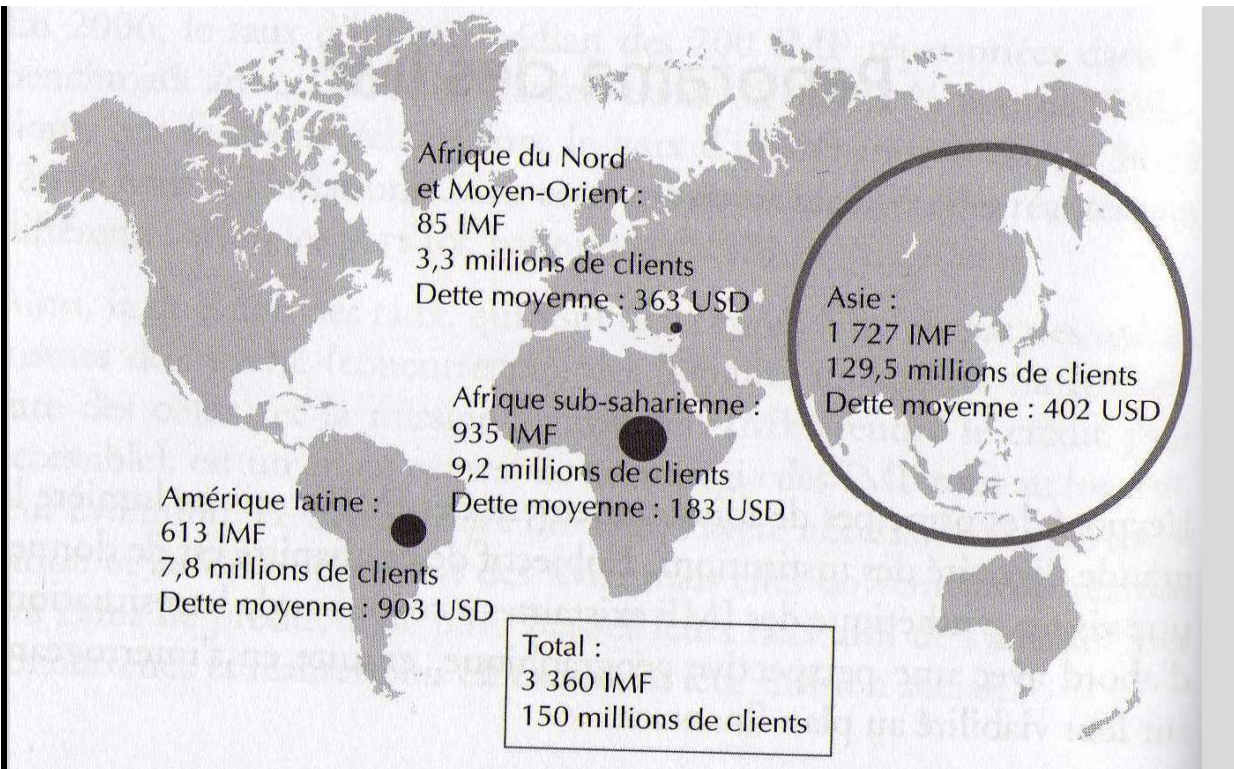 Afrique du Nord
et Moyen-Orient :
85 IMF
3,3 millions de clients
Dette moyenne : 363 USD
Asie :
1 727 IMF
129,5 millions de clients
Dette moyenne : 402 USD
Afrique sub-saharienne :
935 IMF
9,2 millions de clients
Dette moyenne : 183 USD
Amérique latine :
613 IMF
7,8 millions de clients
Dette moyenne : 903 USD
Total :
3 360 IMF
150 millions de clients